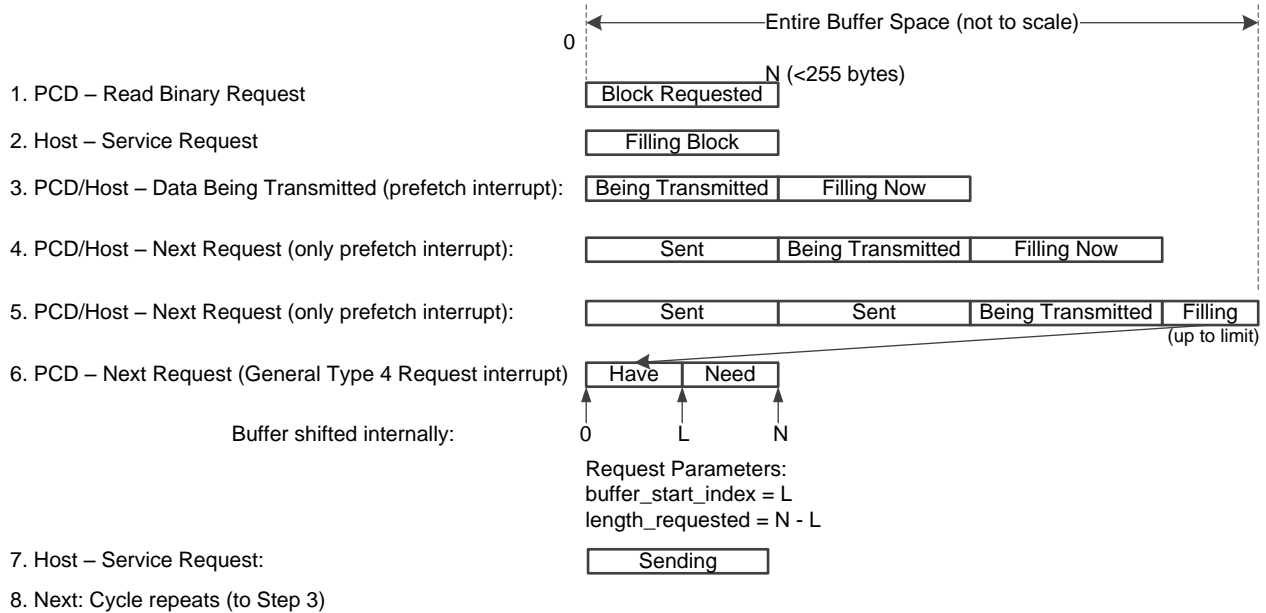 Entire Buffer Space (not to scale)
0
N (<255 bytes)
1. PCD – Read Binary Request
Block Requested
2. Host – Service Request
Filling Block
3. PCD/Host – Data Being Transmitted (prefetch interrupt):
Being Transmitted
Filling Now
4. PCD/Host – Next Request (only prefetch interrupt):
Sent
Being Transmitted
Filling Now
5. PCD/Host – Next Request (only prefetch interrupt):
Sent
Sent
Being Transmitted
Filling
(up to limit)
6. PCD – Next Request (General Type 4 Request interrupt)
Have
Need
Buffer shifted internally:
0
L
N
Request Parameters:
buffer_start_index = L
length_requested = N - L
7. Host – Service Request:
Sending
8. Next: Cycle repeats (to Step 3)